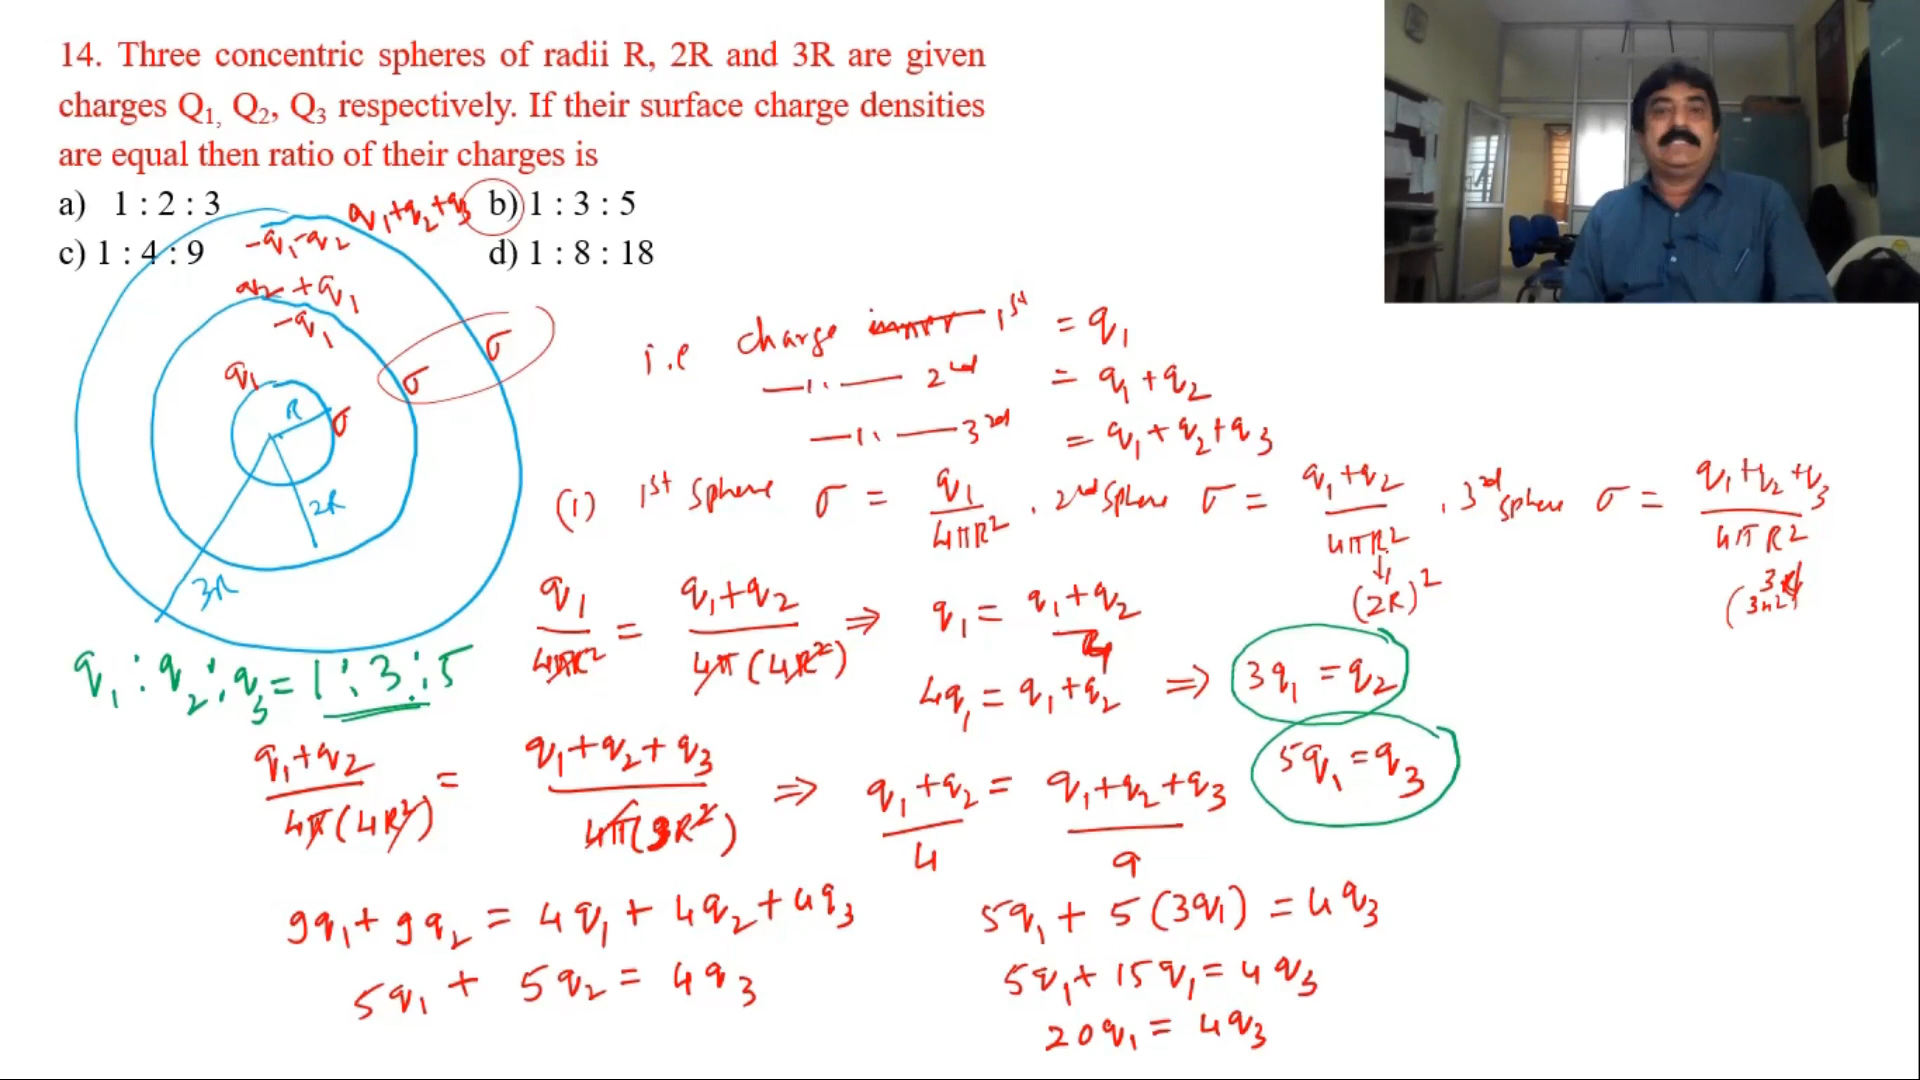 14. Three concentric spheres of radii R, 2R and 3R are given
charges Q₁, Q₂, Q₃ respectively. If their surface charge densities
are equal then ratio of their charges is
a) 1 : 2 : 3
b) 1 : 3 : 5
c) 1 : 4 : 9
d) 1 : 8 : 18
q₁+q₂+q₃
-q₁-q₂
q₂ + q₁
-q₁
σ
σ
q₁
R
σ
2R
3R
i.e charge 1st = q₁
—1.— 2nd = q₁+q₂
—1.— 3rd = q₁+q₂+q₃
(1) 1st sphere σ = q₁/4πR² . 2nd sphere σ = q₁+q₂/4πR² . 3rd sphere σ = q₁+q₂+q₃/4πR²
↓
(2R)²
q₁/4πR² = q₁+q₂/4π(4R²) ⇒ q₁ = q₁+q₂/4
4q₁ = q₁+q₂ ⇒ 3q₁ = q₂
q₁ : q₂ : q₃ = 1 : 3 : 5
5q₁ = q₃
q₁+q₂/4π(4R²) = q₁+q₂+q₃/4π(9R²) ⇒ q₁+q₂/4 = q₁+q₂+q₃/9
9q₁+9q₂ = 4q₁+4q₂+4q₃
5q₁ + 5q₂ = 4q₃
5q₁ + 5(3q₁) = 4q₃
5q₁+15q₁ = 4q₃
20q₁ = 4q₃